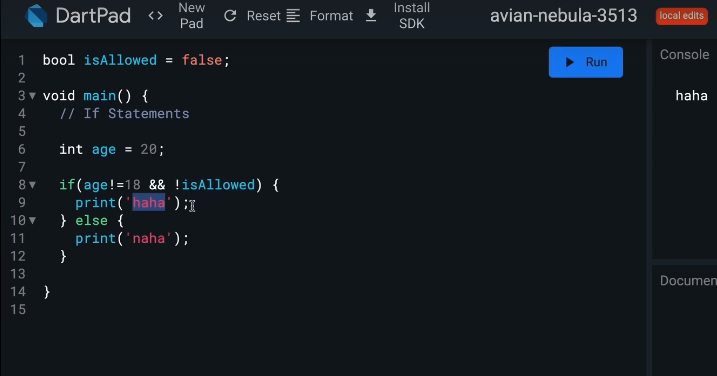 DartPad <> New Pad Reset Format Install SDK avian-nebula-3513 local edits
1 bool isAllowed = false;
2
3 void main() {
4 // If Statements
5
6 int age = 20;
7
8 if(age!=18 && !isAllowed) {
9 print('haha');
10 } else {
11 print('naha');
12 }
13
14 }
15
Run
Console
haha
Documen